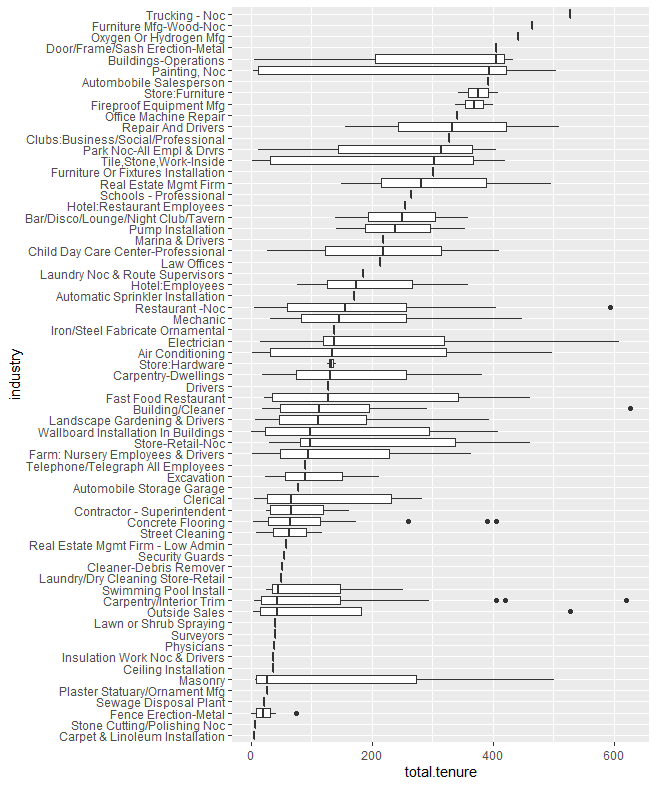 Trucking - Noc
Furniture Mfg-Wood-Noc
Oxygen Or Hydrogen Mfg
Door/Frame/Sash Erection-Metal
Buildings-Operations
Painting, Noc
Autombobile Salesperson
Store:Furniture
Fireproof Equipment Mfg
Office Machine Repair
Repair And Drivers
Clubs:Business/Social/Professional
Park Noc-All Empl & Drvrs
Tile,Stone,Work-Inside
Furniture Or Fixtures Installation
Real Estate Mgmt Firm
Schools - Professional
Hotel:Restaurant Employees
Bar/Disco/Lounge/Night Club/Tavern
Pump Installation
Marina & Drivers
Child Day Care Center-Professional
Law Offices
Laundry Noc & Route Supervisors
Hotel:Employees
Automatic Sprinkler Installation
Restaurant -Noc
Mechanic
Iron/Steel Fabricate Ornamental
Electrician
Air Conditioning
Store:Hardware
Carpentry-Dwellings
Drivers
Fast Food Restaurant
Building/Cleaner
Landscape Gardening & Drivers
Wallboard Installation In Buildings
Store-Retail-Noc
Farm: Nursery Employees & Drivers
Telephone/Telegraph All Employees
Excavation
Automobile Storage Garage
Clerical
Contractor - Superintendent
Concrete Flooring
Street Cleaning
Real Estate Mgmt Firm - Low Admin
Security Guards
Cleaner-Debris Remover
Laundry/Dry Cleaning Store-Retail
Swimming Pool Install
Carpentry/Interior Trim
Outside Sales
Lawn or Shrub Spraying
Surveyors
Physicians
Insulation Work Noc & Drivers
Ceiling Installation
Masonry
Plaster Statuary/Ornament Mfg
Sewage Disposal Plant
Fence Erection-Metal
Stone Cutting/Polishing Noc
Carpet & Linoleum Installation
industry
0 200 400 600
total.tenure